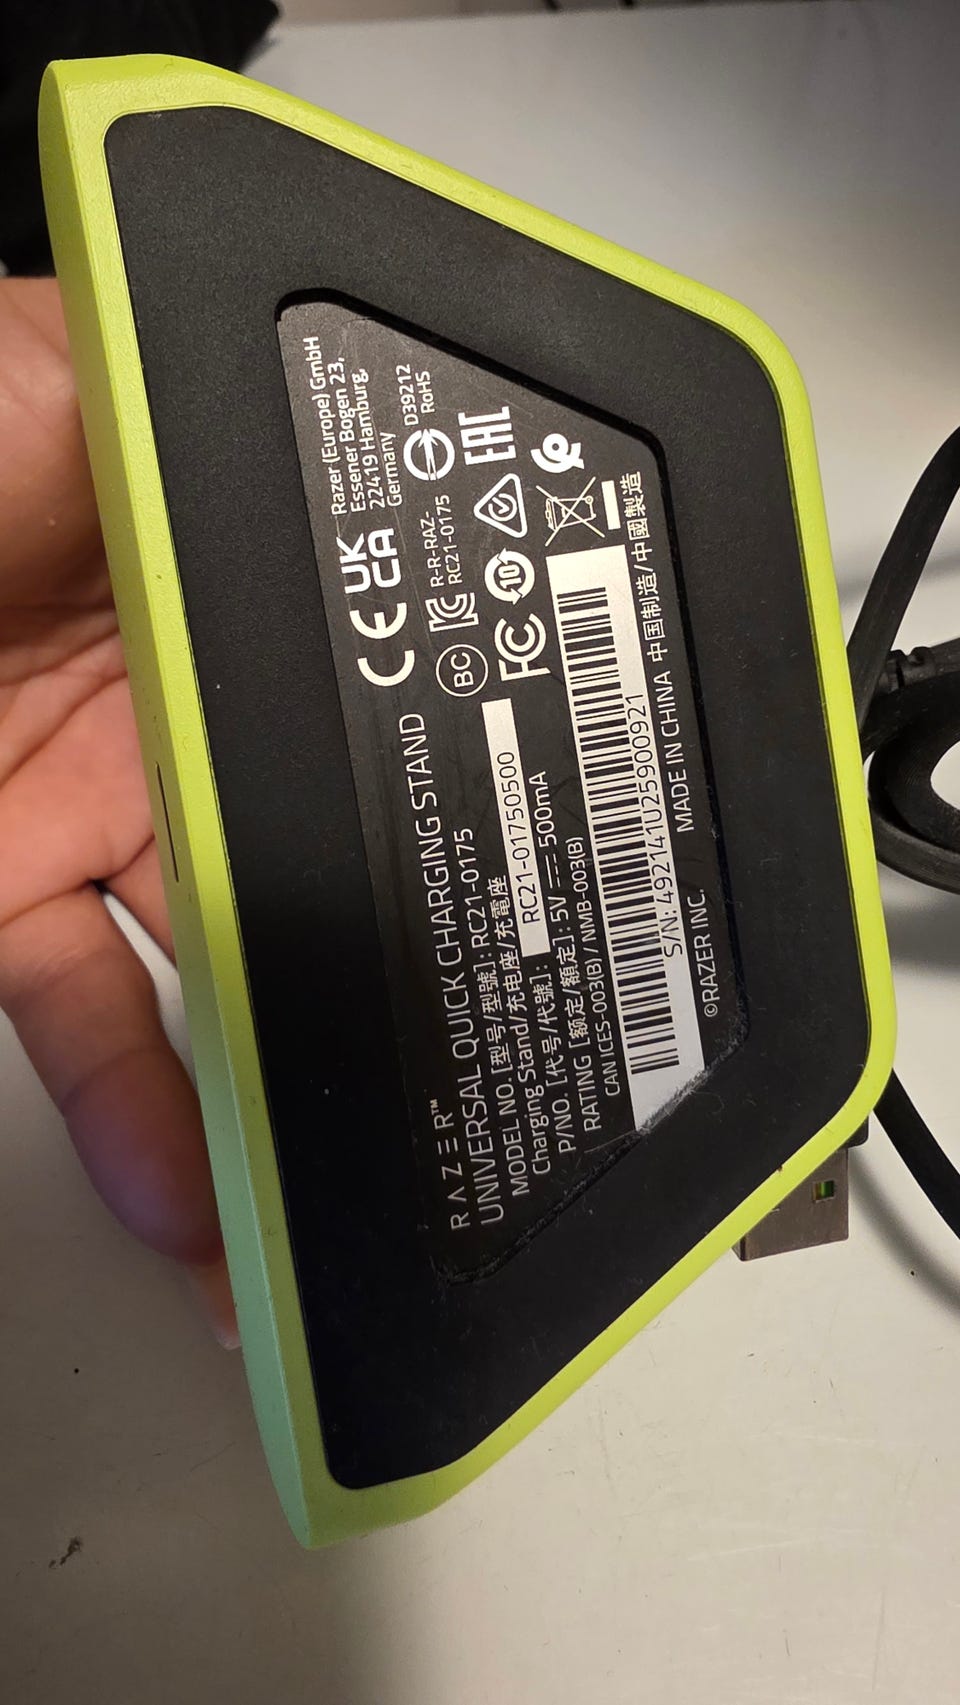 RAZER™
UNIVERSAL QUICK CHARGING STAND
MODEL NO. [型号/型號]: RC21-0175
Charging Stand/充电座/充電座
P/NO. [代号/代號]: RC21-01750500
RATING [额定/額定]: 5V ⎓ 500mA
CAN ICES-003(B) / NMB-003(B)
S/N: 492141U25900921
©RAZER INC. MADE IN CHINA 中国制造/中國製造
CE UKCA
Razer (Europe) GmbH
Essener Bogen 23,
22419 Hamburg,
Germany
BC
R-R-RAZ-
RC21-0175
D39212
RoHS
FC 10 EAC